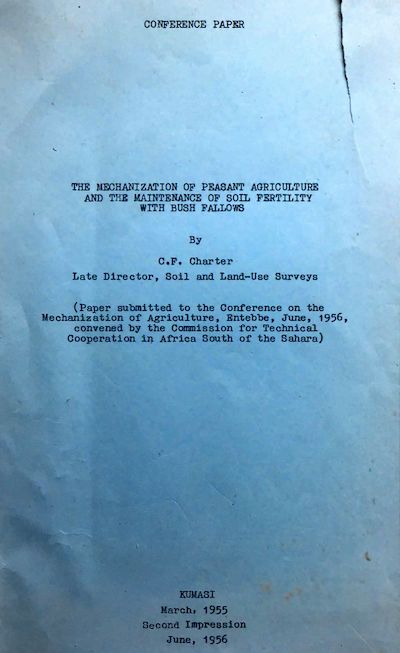 CONFERENCE PAPER
THE MECHANIZATION OF PEASANT AGRICULTURE
AND THE MAINTENANCE OF SOIL FERTILITY
WITH BUSH FALLOWS
By
C.F. Charter
Late Director, Soil and Land-Use Surveys
(Paper submitted to the Conference on the
Mechanization of Agriculture, Entebbe, June, 1956,
convened by the Commission for Technical
Cooperation in Africa South of the Sahara)
KUMASI
March, 1955
Second Impression
June, 1956